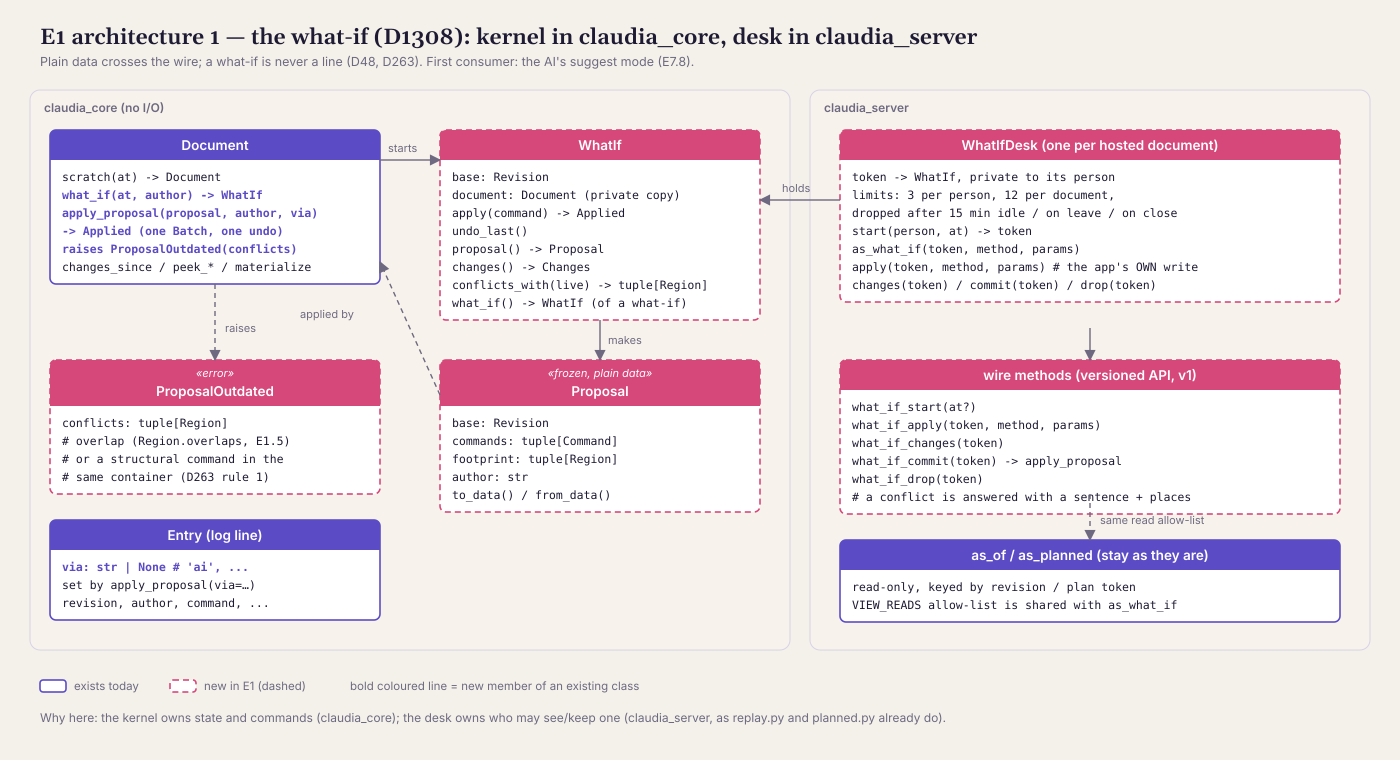 E1 architecture 1 — the what-if (D1308): kernel in claudia_core, desk in claudia_server
Plain data crosses the wire; a what-if is never a line (D48, D263). First consumer: the AI's suggest mode (E7.8).
claudia_core (no I/O)
Document
scratch(at) -> Document
what_if(at, author) -> WhatIf
apply_proposal(proposal, author, via)
-> Applied (one Batch, one undo)
raises ProposalOutdated(conflicts)
changes_since / peek_* / materialize
starts
WhatIf
base: Revision
document: Document (private copy)
apply(command) -> Applied
undo_last()
proposal() -> Proposal
changes() -> Changes
conflicts_with(live) -> tuple[Region]
what_if() -> WhatIf (of a what-if)
raises
applied by
makes
«error»
ProposalOutdated
conflicts: tuple[Region]
# overlap (Region.overlaps, E1.5)
# or a structural command in the
# same container (D263 rule 1)
«frozen, plain data»
Proposal
base: Revision
commands: tuple[Command]
footprint: tuple[Region]
author: str
to_data() / from_data()
Entry (log line)
via: str | None # 'ai', ...
set by apply_proposal(via=…)
revision, author, command, ...
claudia_server
holds
WhatIfDesk (one per hosted document)
token -> WhatIf, private to its person
limits: 3 per person, 12 per document,
dropped after 15 min idle / on leave / on close
start(person, at) -> token
as_what_if(token, method, params)
apply(token, method, params) # the app's OWN write
changes(token) / commit(token) / drop(token)
wire methods (versioned API, v1)
what_if_start(at?)
what_if_apply(token, method, params)
what_if_changes(token)
what_if_commit(token) -> apply_proposal
what_if_drop(token)
# a conflict is answered with a sentence + places
same read allow-list
as_of / as_planned (stay as they are)
read-only, keyed by revision / plan token
VIEW_READS allow-list is shared with as_what_if
exists today
new in E1 (dashed)
bold coloured line = new member of an existing class
Why here: the kernel owns state and commands (claudia_core); the desk owns who may see/keep one (claudia_server, as replay.py and planned.py already do).